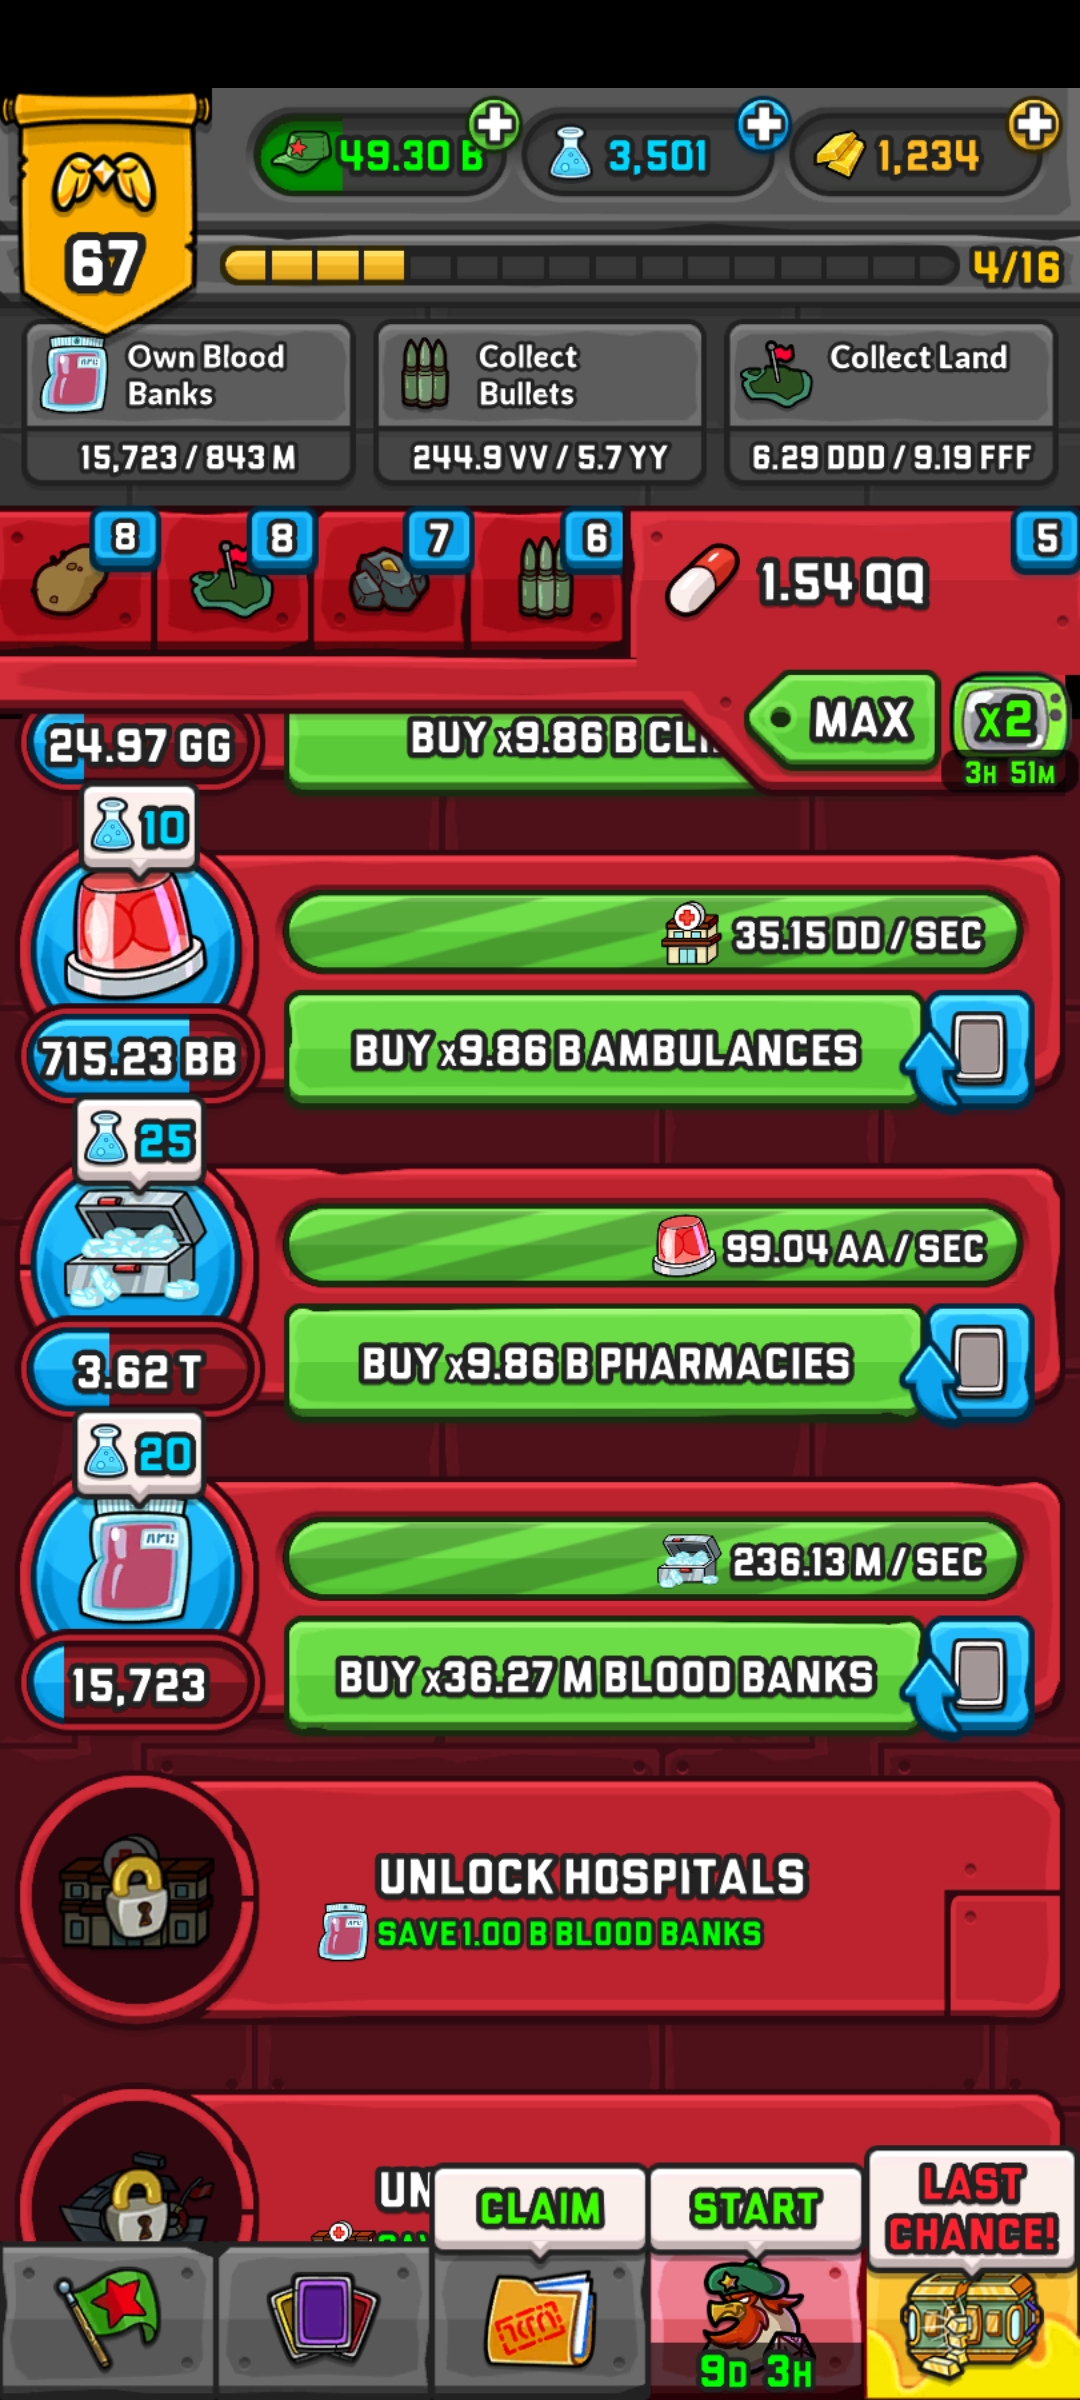 49.30 B
3,501
1,234
67
4/16
Own Blood
Banks
Collect
Bullets
Collect Land
15,723 / 843 M
244.9 VV / 5.7 YY
6.29 DDD / 9.19 FFF
8
8
7
6
5
1.54 QQ
MAX
x2
3H 51M
24.97 GG
BUY x9.86 B
10
35.15 DD / SEC
715.23 BB
BUY x9.86 B AMBULANCES
25
99.04 AA / SEC
3.62 T
BUY x9.86 B PHARMACIES
20
236.13 M / SEC
15,723
BUY x36.27 M BLOOD BANKS
UNLOCK HOSPITALS
SAVE 1.00 B BLOOD BANKS
CLAIM
START
LAST
CHANCE!
9D 3H